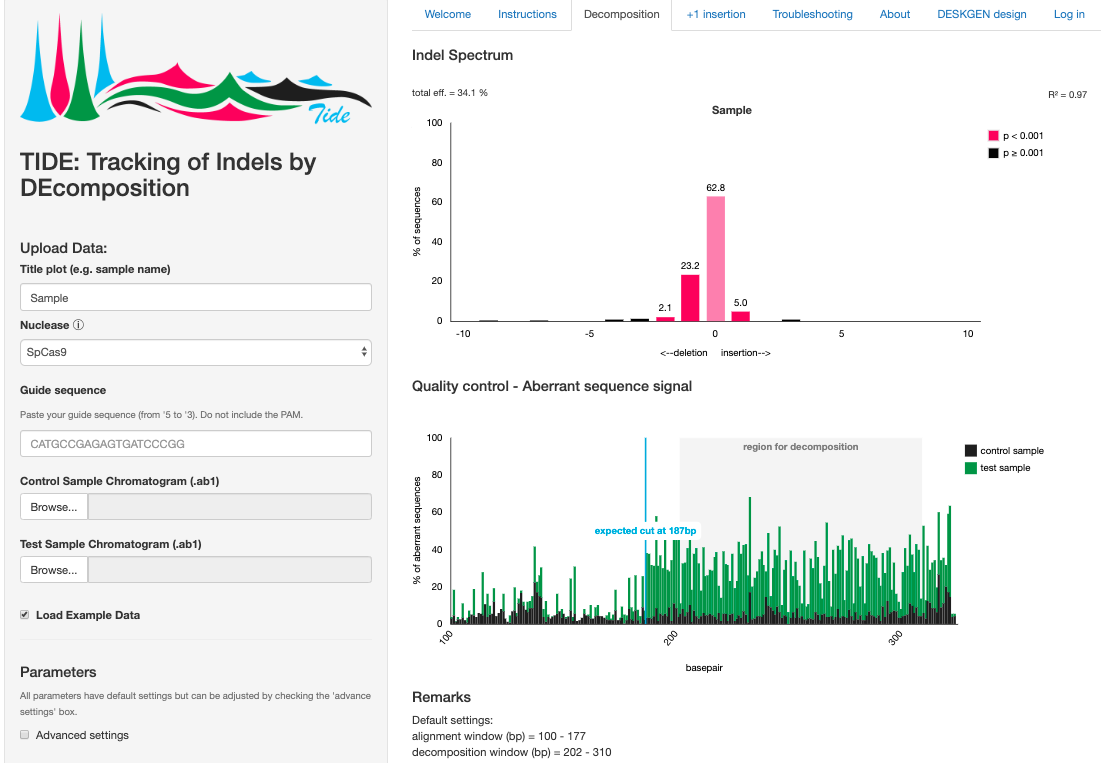 Tide
TIDE: Tracking of Indels by
DEcomposition
Upload Data:
Title plot (e.g. sample name)
Sample
Nuclease ⓘ
SpCas9
Guide sequence
Paste your guide sequence (from '5 to '3). Do not include the PAM.
CATGCCGAGAGTGATCCCGG
Control Sample Chromatogram (.ab1)
Browse...
Test Sample Chromatogram (.ab1)
Browse...
Load Example Data
Parameters
All parameters have default settings but can be adjusted by checking the 'advance
settings' box.
Advanced settings
Welcome Instructions Decomposition +1 insertion Troubleshooting About DESKGEN design Log in
Indel Spectrum
total eff. = 34.1 %
R² = 0.97
Sample
p < 0.001
p ≥ 0.001
% of sequences
100
80
60
40
20
0
2.1
23.2
62.8
5.0
-10 -5 0 5 10
<--deletion insertion-->
Quality control - Aberrant sequence signal
region for decomposition
control sample
test sample
expected cut at 187bp
% of aberrant sequences
100
80
60
40
20
0
100 200 300
basepair
Remarks
Default settings:
alignment window (bp) = 100 - 177
decomposition window (bp) = 202 - 310